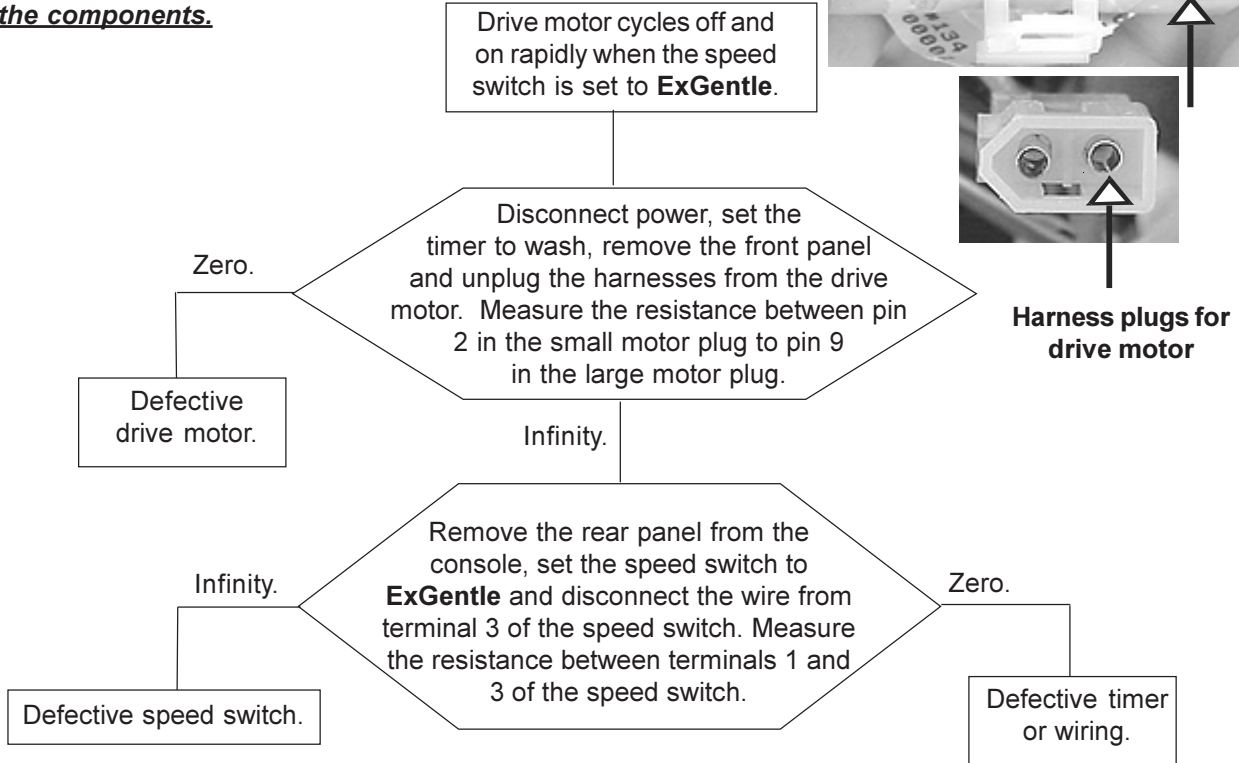 the components.
Drive motor cycles off and
on rapidly when the speed
switch is set to ExGentle.
Disconnect power, set the
timer to wash, remove the front panel
and unplug the harnesses from the drive
motor. Measure the resistance between pin
2 in the small motor plug to pin 9
in the large motor plug.
Zero.
Defective
drive motor.
Infinity.
Harness plugs for
drive motor
Remove the rear panel from the
console, set the speed switch to
ExGentle and disconnect the wire from
terminal 3 of the speed switch. Measure
the resistance between terminals 1 and
3 of the speed switch.
Infinity.
Defective speed switch.
Zero.
Defective timer
or wiring.